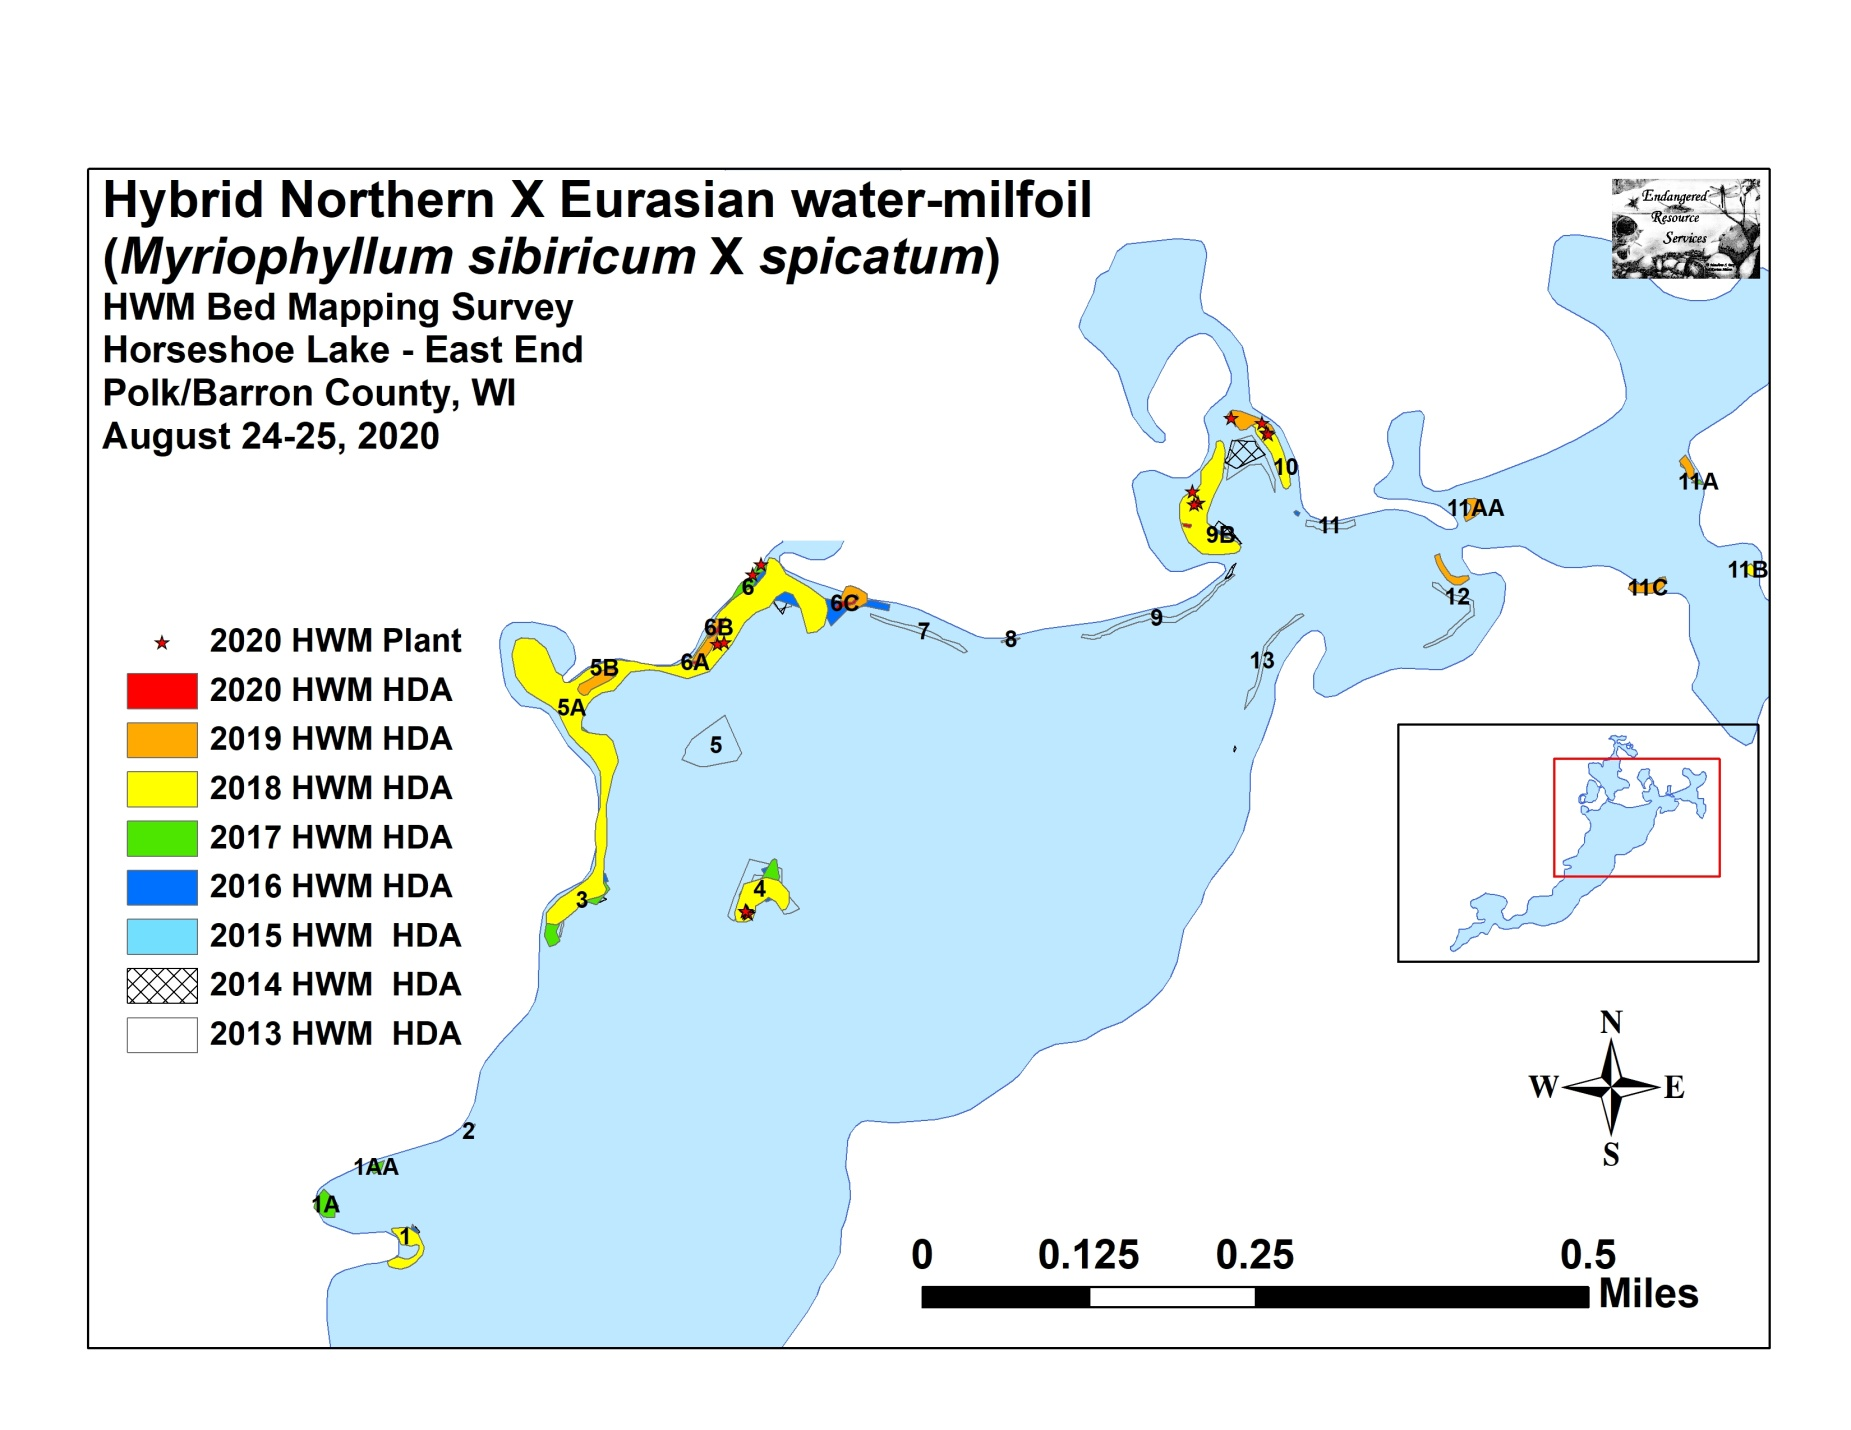 Hybrid Northern X Eurasian water-milfoil
(Myriophyllum sibiricum X spicatum)
HWM Bed Mapping Survey
Horseshoe Lake - East End
Polk/Barron County, WI
August 24-25, 2020
Endangered
Resource
Services
10
11A
11AA
11
9B
11B
6
11C
12
6C
9
6B
7
8
2020 HWM Plant
13
6A
5B
2020 HWM HDA
5A
2019 HWM HDA
5
2018 HWM HDA
2017 HWM HDA
2016 HWM HDA
4
3
2015 HWM HDA
2014 HWM HDA
2013 HWM HDA
N
W E
S
2
1AA
1A
1
0 0.125 0.25 0.5
Miles